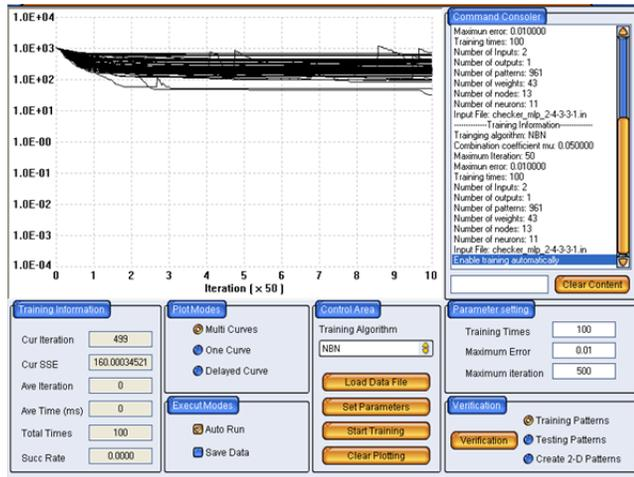 1.0E+04
1.0E+03
1.0E+02
1.0E+01
1.0E-00
1.0E-01
1.0E-02
1.0E-03
1.0E-04
0 1 2 3 4 5 6 7 8 9 10
Iteration ( × 50 )
Command Consoler
Maximun error: 0.010000
Training times: 100
Number of Inputs: 2
Number of outputs: 1
Number of patterns: 961
Number of weights: 43
Number of nodes: 13
Number of neurons: 11
Input File: checker_mlp_2-4-3-3-1.in
--------------Training Information--------------
Trainging algorithm: NBN
Combination coefficient mu: 0.050000
Maximum Iteration: 50
Maximun error: 0.010000
Training times: 100
Number of Inputs: 2
Number of outputs: 1
Number of patterns: 961
Number of weights: 43
Number of nodes: 13
Number of neurons: 11
Input File: checker_mlp_2-4-3-3-1.in
Enable training automatically
Clear Content
Training Information
Cur Iteration 499
Cur SSE 160.00034521
Ave Iteration 0
Ave Time (ms) 0
Total Times 100
Succ Rate 0.0000
Plot Modes
Multi Curves
One Curve
Delayed Curve
Execut Modes
Auto Run
Save Data
Control Area
Training Algorithm
NBN
Load Data File
Set Parameters
Start Training
Clear Plotting
Parameter setting
Training Times 100
Maximum Error 0.01
Maximum iteration 500
Verification
Verification
Training Patterns
Testing Patterns
Create 2-D Patterns